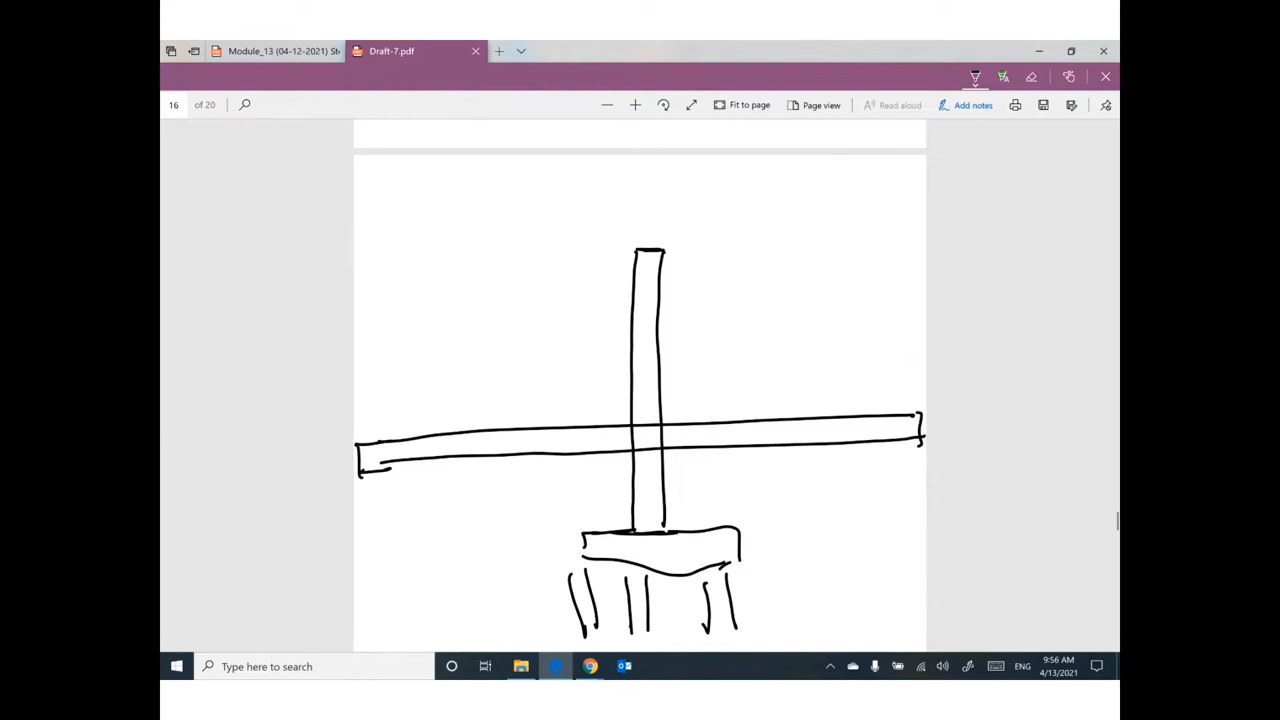 Module_13 (04-12-2021) St
Draft-7.pdf
16 of 20
Fit to page
Page view
Read aloud
Add notes
Type here to search
ENG
9:56 AM
4/13/2021